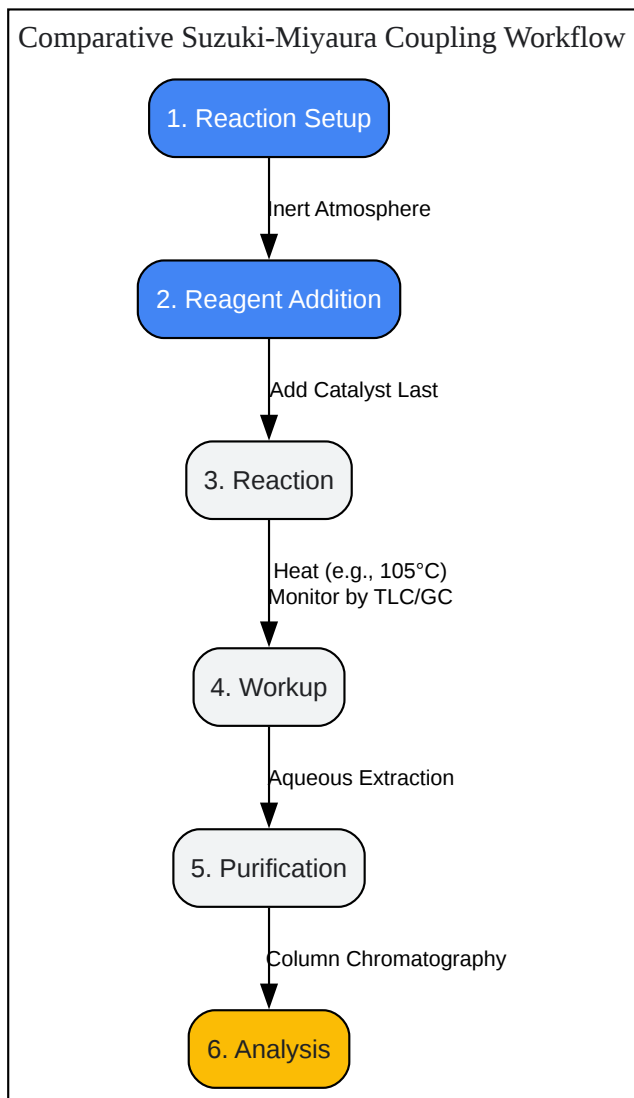 Comparative Suzuki-Miyaura Coupling Workflow
1. Reaction Setup
Inert Atmosphere
2. Reagent Addition
Add Catalyst Last
3. Reaction
Heat (e.g., 105°C)
Monitor by TLC/GC
4. Workup
Aqueous Extraction
5. Purification
Column Chromatography
6. Analysis